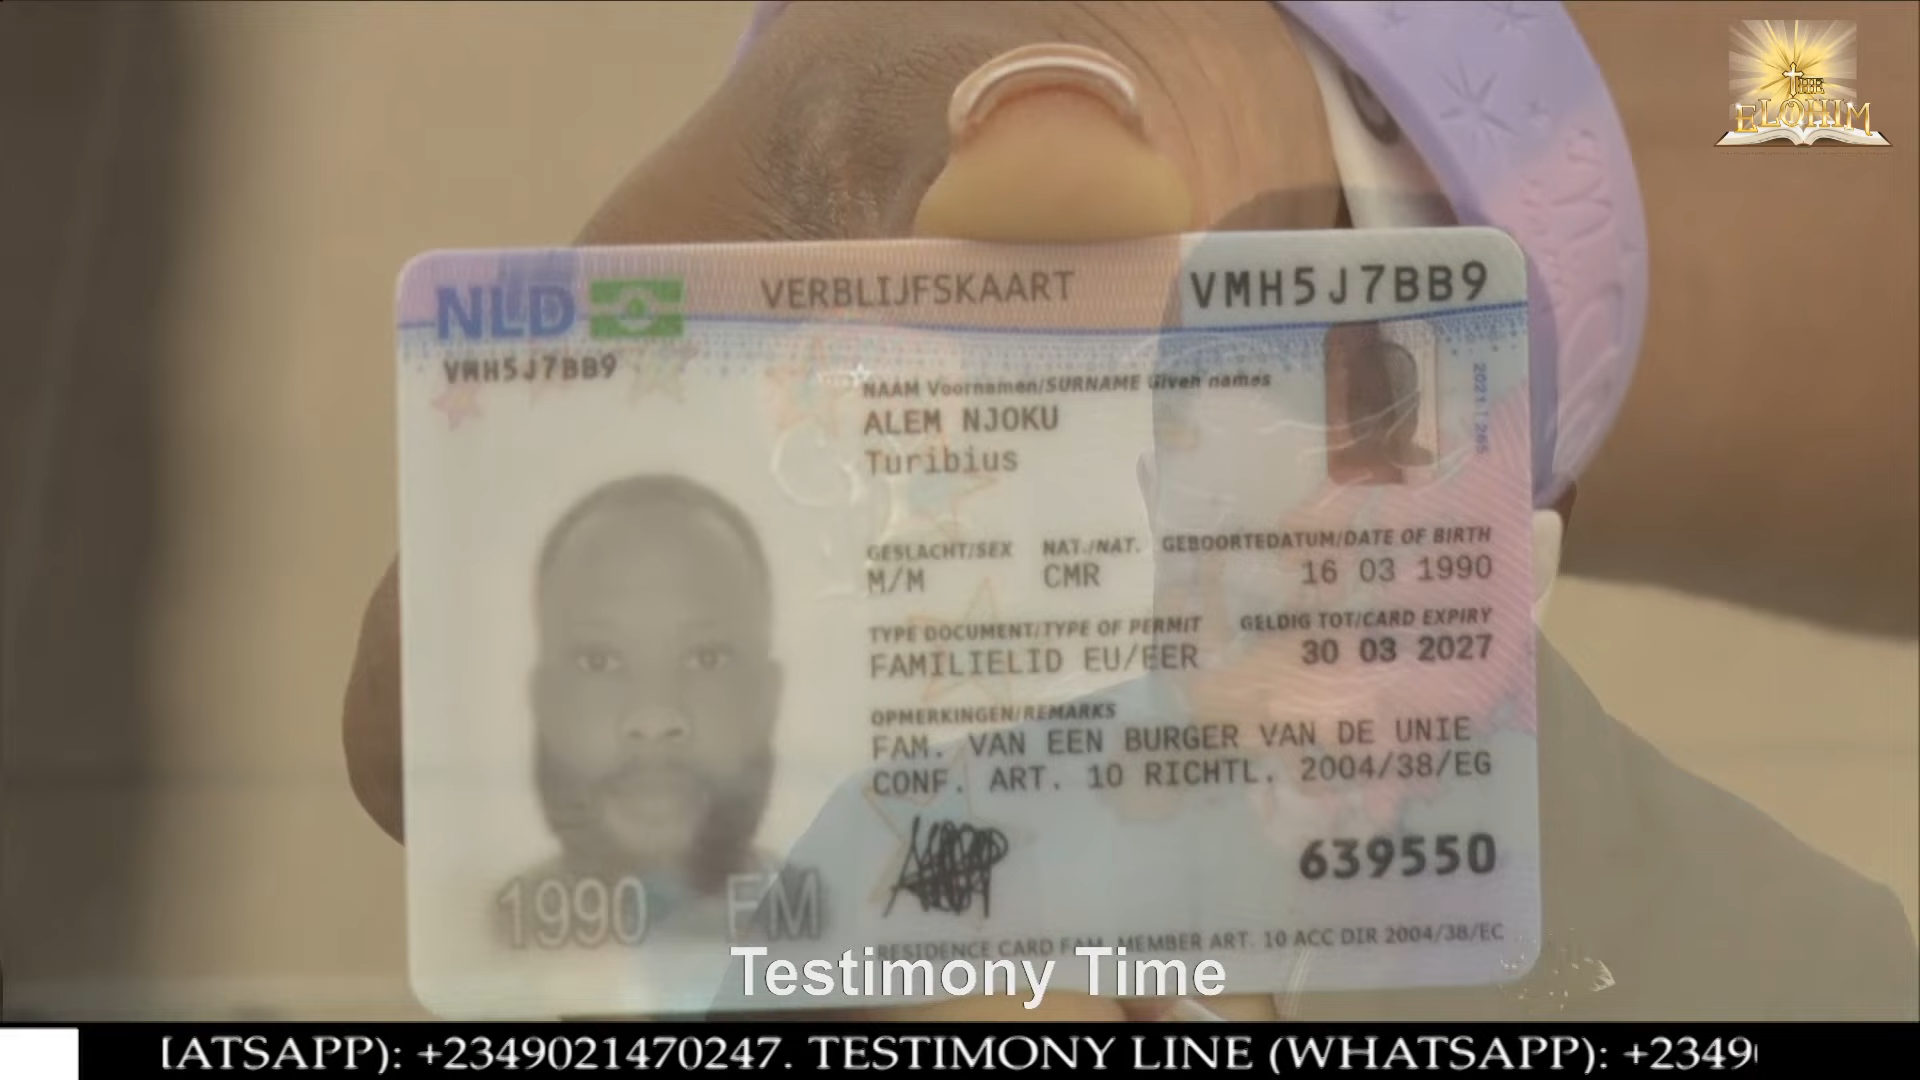 THE
ELOHIM
NLD
VERBLIJFSKAART
VMH5J7BB9
VMH5J7BB9
NAAM Voornamen/SURNAME Given names
ALEM NJOKU
Turibius
GESLACHT/SEX NAT./NAT. GEBOORTEDATUM/DATE OF BIRTH
M/M CMR 16 03 1990
TYPE DOCUMENT/TYPE OF PERMIT GELDIG TOT/CARD EXPIRY
FAMILIELID EU/EER 30 03 2027
OPMERKINGEN/REMARKS
FAM. VAN EEN BURGER VAN DE UNIE
CONF. ART. 10 RICHTL. 2004/38/EG
639550
1990 FM
RESIDENCE CARD FAM. MEMBER ART. 10 ACC DIR 2004/38/EC
Testimony Time
ATSAPP): +2349021470247. TESTIMONY LINE (WHATSAPP): +2349